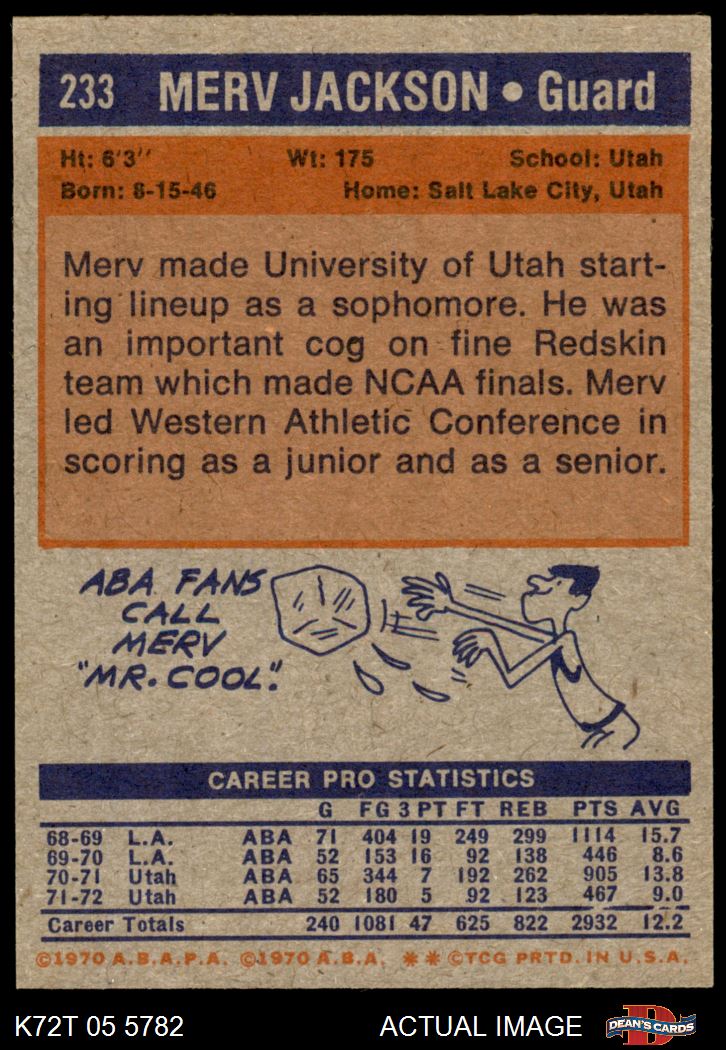 233 MERV JACKSON • Guard
Ht: 6'3'' Wt: 175 School: Utah
Born: 8-15-46 Home: Salt Lake City, Utah
Merv made University of Utah start-
ing lineup as a sophomore. He was
an important cog on fine Redskin
team which made NCAA finals. Merv
led Western Athletic Conference in
scoring as a junior and as a senior.
ABA FANS
CALL
MERV
"MR. COOL".
CAREER PRO STATISTICS
G FG 3 PT FT REB PTS AVG
68-69 L.A. ABA 71 404 19 249 299 1114 15.7
69-70 L.A. ABA 52 153 16 92 138 446 8.6
70-71 Utah ABA 65 344 7 192 262 905 13.8
71-72 Utah ABA 52 180 5 92 123 467 9.0
Career Totals 240 1081 47 625 822 2932 12.2
©1970 A.B.A.P.A. ©1970 A.B.A. ** ©TCG PRTD. IN U.S.A.
K72T 05 5782 ACTUAL IMAGE D DEAN'S CARDS